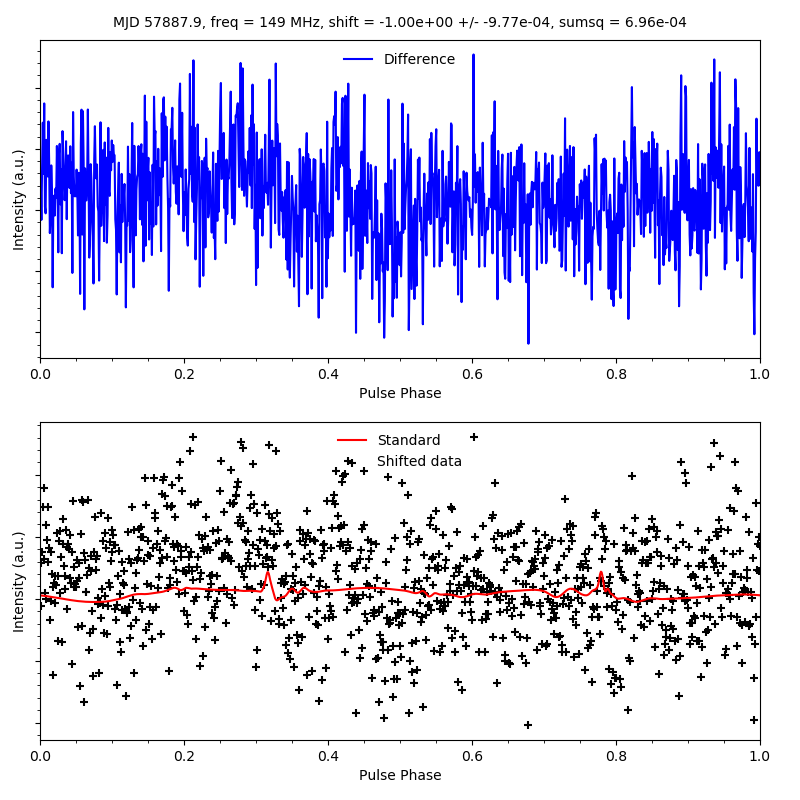 MJD 57887.9, freq = 149 MHz, shift = -1.00e+00 +/- -9.77e-04, sumsq = 6.96e-04
Difference
Intensity (a.u.)
0.0 0.2 0.4 0.6 0.8 1.0
Pulse Phase
Standard
Shifted data
Intensity (a.u.)
0.0 0.2 0.4 0.6 0.8 1.0
Pulse Phase